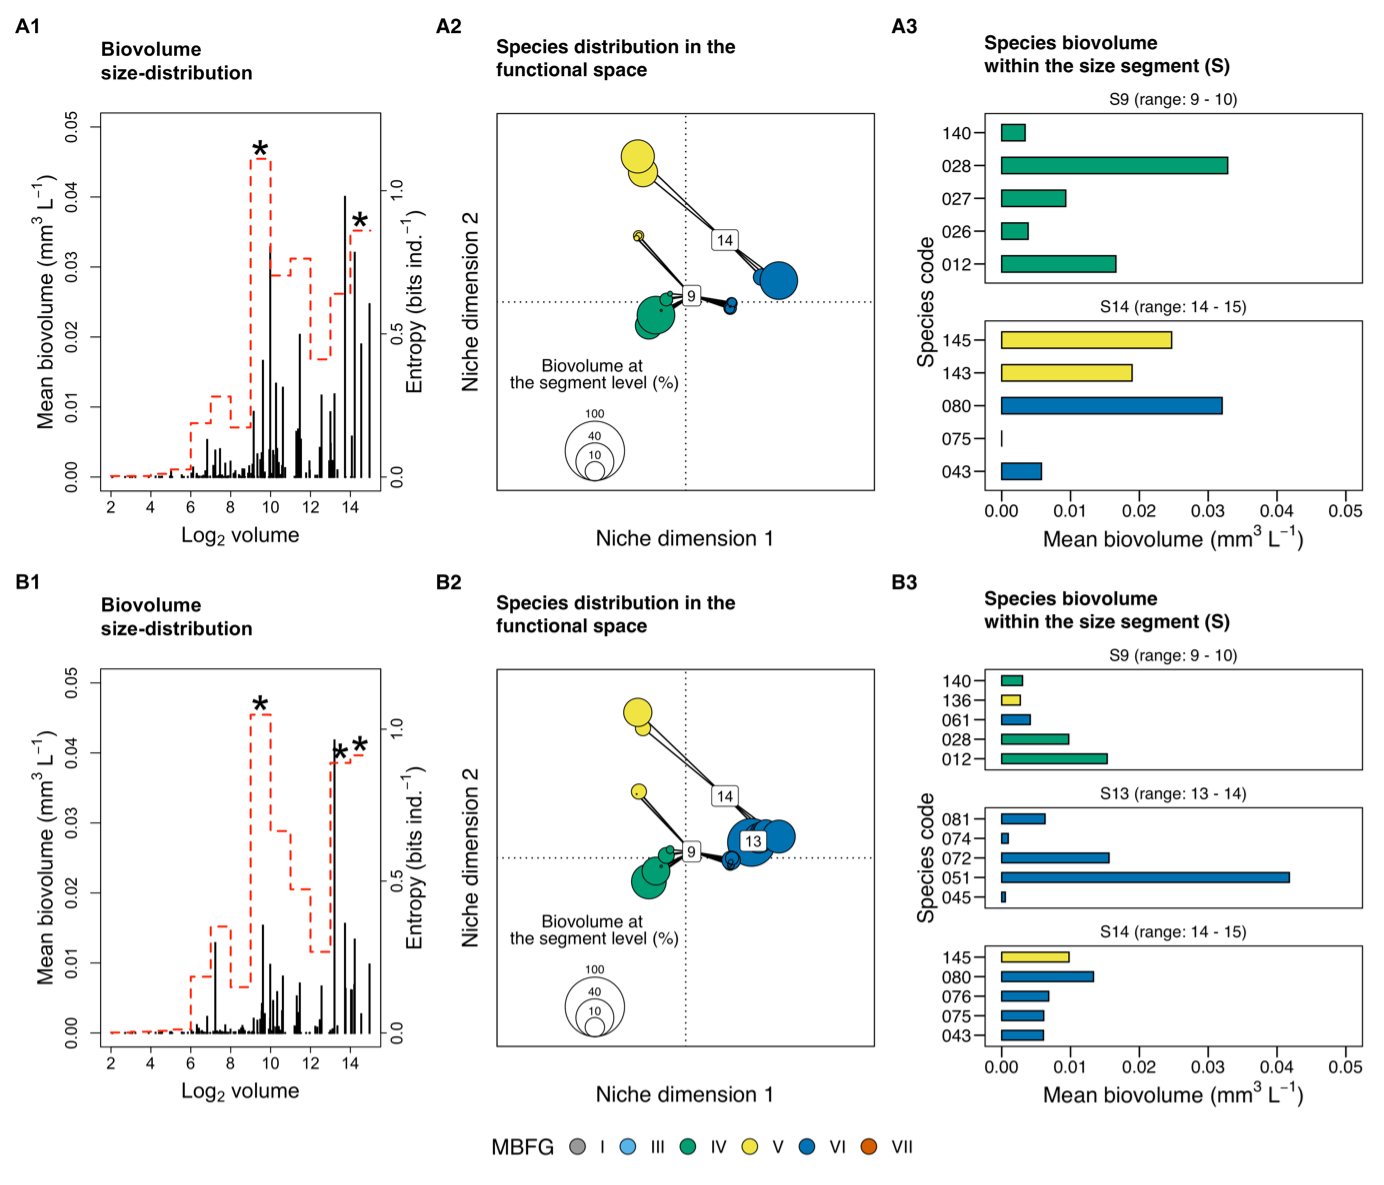 A1
Biovolume
size-distribution
Mean biovolume (mm³ L⁻¹)
0.05
0.04
0.03
0.02
0.01
0.00
*
*
1.0
0.5
0.0
Entropy (bits ind.⁻¹)
2 4 6 8 10 12 14
Log₂ volume
A2
Species distribution in the
functional space
Niche dimension 2
14
9
Biovolume at
the segment level (%)
100
40
10
Niche dimension 1
A3
Species biovolume
within the size segment (S)
Species code
S9 (range: 9 - 10)
140
028
027
026
012
S14 (range: 14 - 15)
145
143
080
075
043
0.00 0.01 0.02 0.03 0.04 0.05
Mean biovolume (mm³ L⁻¹)
B1
Biovolume
size-distribution
Mean biovolume (mm³ L⁻¹)
0.05
0.04
0.03
0.02
0.01
0.00
*
* *
1.0
0.5
0.0
Entropy (bits ind.⁻¹)
2 4 6 8 10 12 14
Log₂ volume
B2
Species distribution in the
functional space
Niche dimension 2
14
13
9
Biovolume at
the segment level (%)
100
40
10
Niche dimension 1
B3
Species biovolume
within the size segment (S)
Species code
S9 (range: 9 - 10)
140
136
061
028
012
S13 (range: 13 - 14)
081
074
072
051
045
S14 (range: 14 - 15)
145
080
076
075
043
0.00 0.01 0.02 0.03 0.04 0.05
Mean biovolume (mm³ L⁻¹)
MBFG I III IV V VI VII